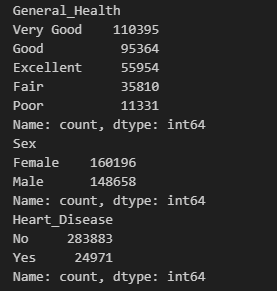 General_Health
Very Good    110395
Good          95364
Excellent     55954
Fair          35810
Poor          11331
Name: count, dtype: int64
Sex
Female    160196
Male      148658
Name: count, dtype: int64
Heart_Disease
No     283883
Yes     24971
Name: count, dtype: int64